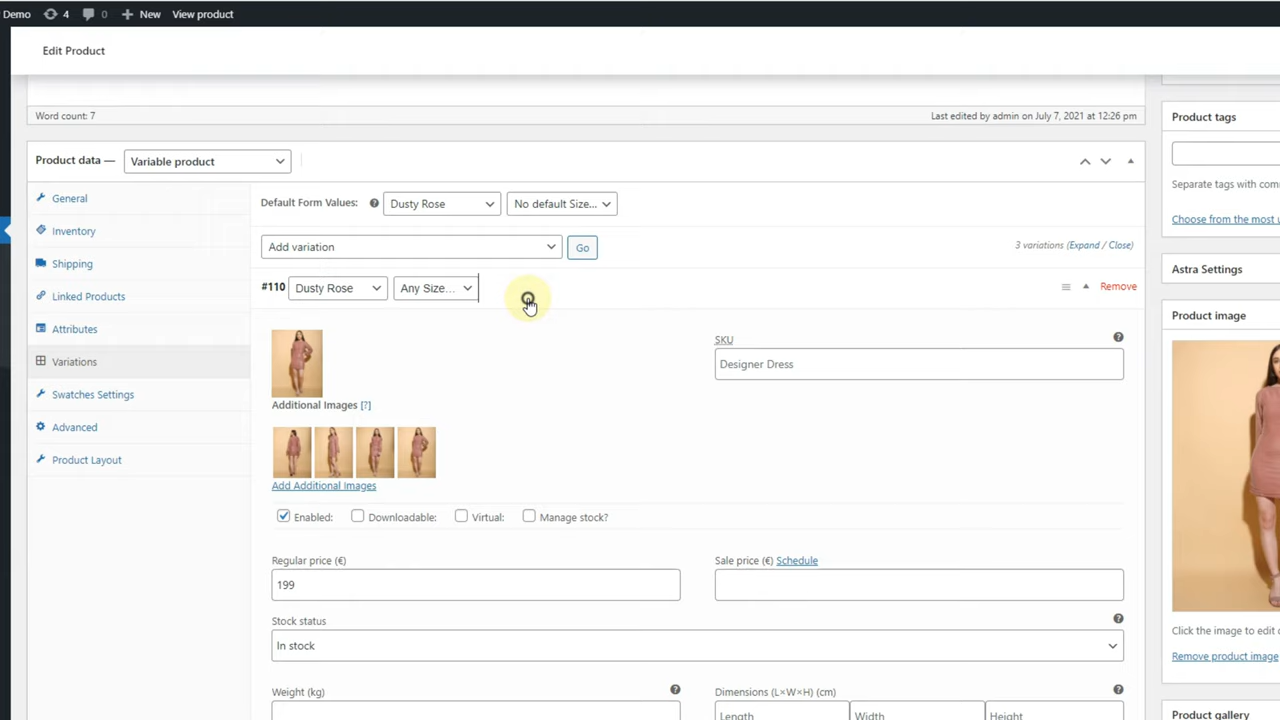 Demo 4 0 New View product
Edit Product
Word count: 7 Last edited by admin on July 7, 2021 at 12:26 pm
Product data — Variable product
General
Inventory
Shipping
Linked Products
Attributes
Variations
Swatches Settings
Advanced
Product Layout
Default Form Values: ? Dusty Rose No default Size...
Add variation Go 3 variations (Expand / Close)
#110 Dusty Rose Any Size... Remove
SKU ?
Designer Dress
Additional Images [?]
Add Additional Images
Enabled: Downloadable: Virtual: Manage stock?
Regular price (€) Sale price (€) Schedule
199
Stock status ?
In stock
Weight (kg) ? Dimensions (L×W×H) (cm) ?
Length Width Height
Product tags
Separate tags with com
Choose from the most u
Astra Settings
Product image
Click the image to edit o
Remove product image
Product gallery